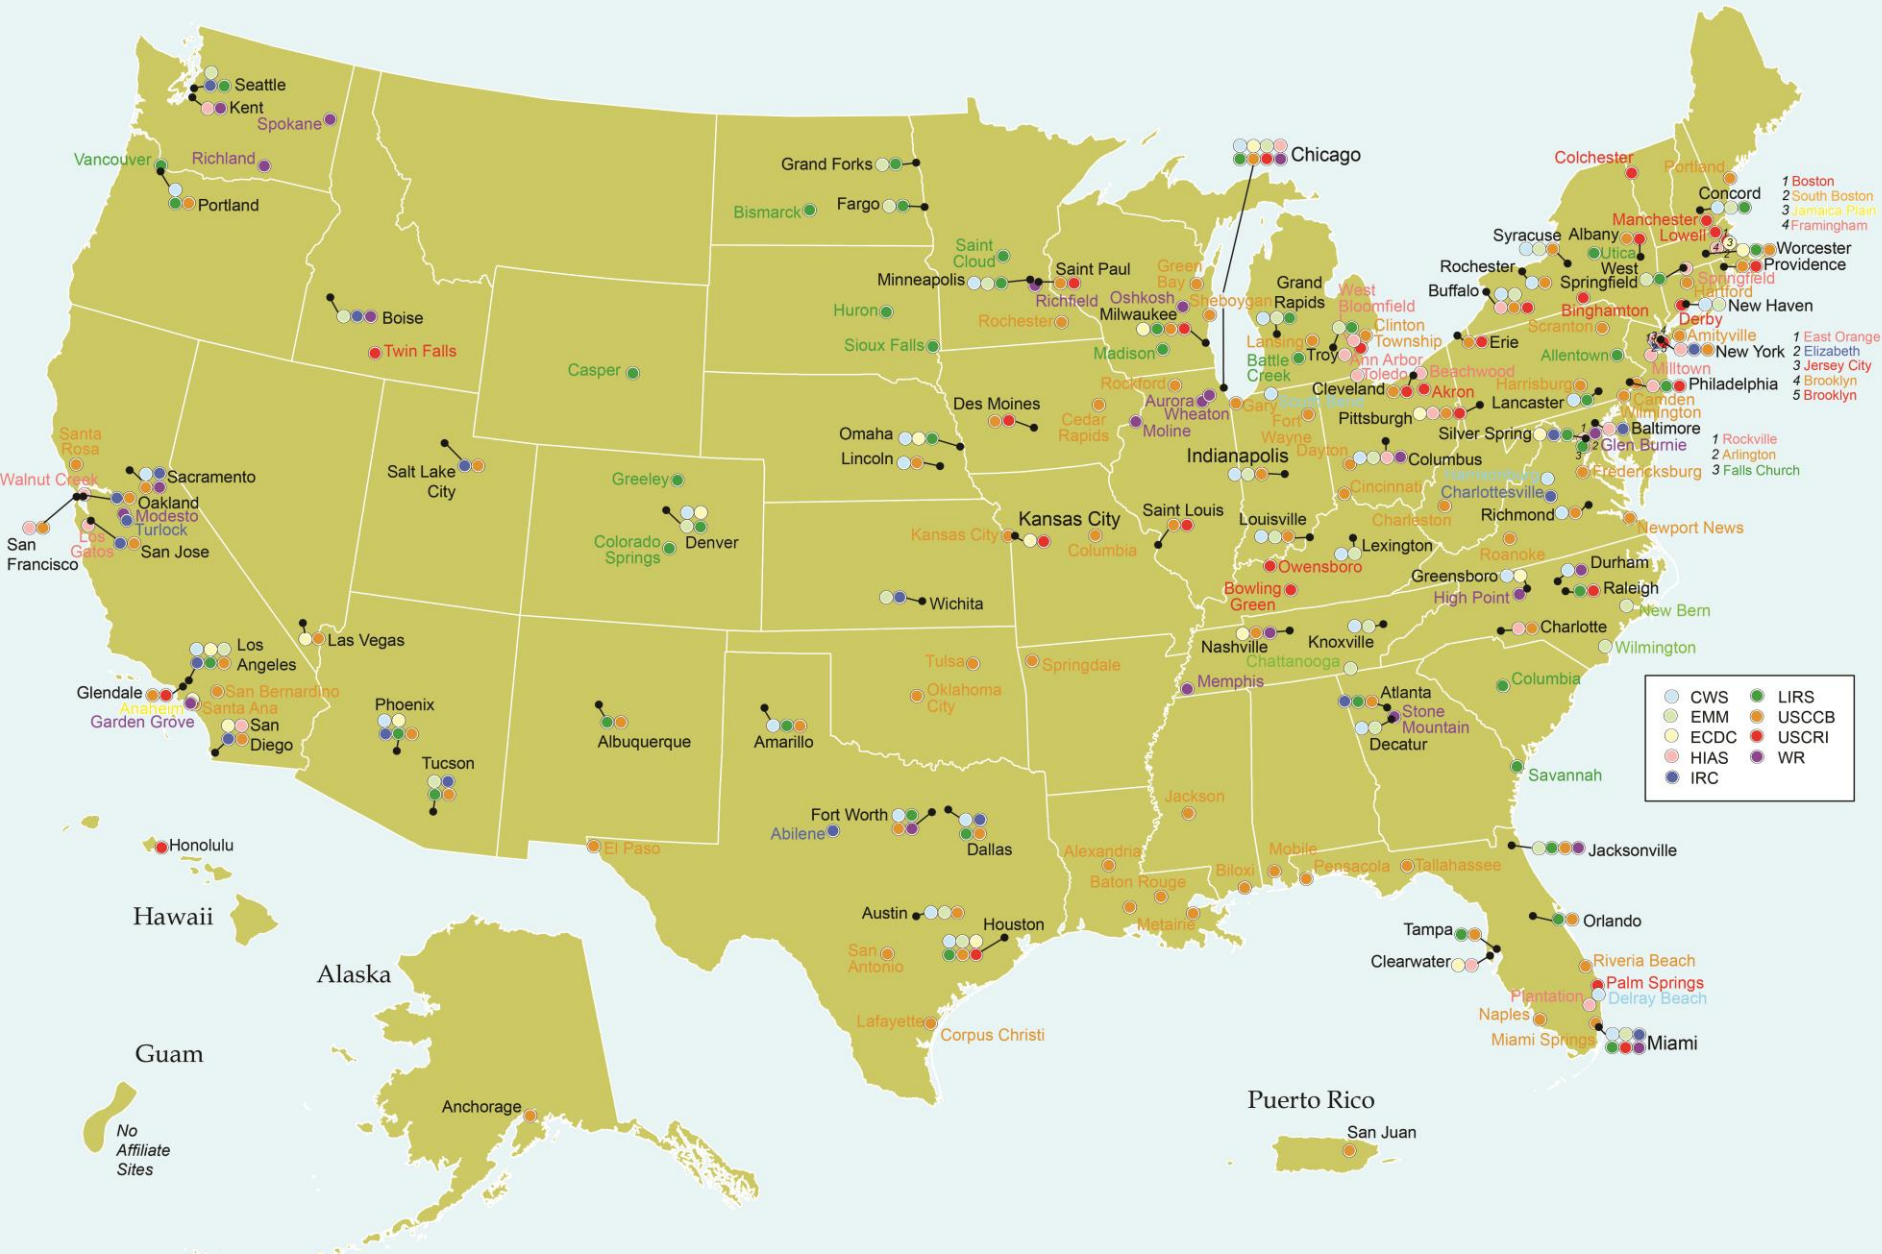 Seattle
Kent
Spokane
Vancouver
Richland
Portland
Boise
Twin Falls
Grand Forks
Fargo
Bismarck
Saint
Cloud
Minneapolis
Saint Paul
Richfield
Huron
Rochester
Sioux Falls
Casper
Green
Bay
Oshkosh
Sheboygan
Milwaukee
Madison
Chicago
Grand
Rapids
West
Bloomfield
Clinton
Township
Lansing
Battle
Creek
Troy
Ann Arbor
Toledo
Rockford
Aurora
Wheaton
Moline
Gary
South Bend
Fort
Wayne
Des Moines
Cedar
Rapids
Omaha
Lincoln
Indianapolis
Dayton
Columbus
Cincinnati
Cleveland
Beachwood
Akron
Erie
Pittsburgh
Colchester
Portland
Concord
1 Boston
2 South Boston
3 Jamaica Plain
4 Framingham
Manchester
Lowell
1
4
3
2
Syracuse
Albany
Utica
Worcester
Providence
Rochester
West
Springfield
Springfield
Hartford
Buffalo
New Haven
Binghamton
Derby
Scranton
Amityville
Allentown
New York
Milltown
1 East Orange
2 Elizabeth
3 Jersey City
4 Brooklyn
5 Brooklyn
Harrisburg
Philadelphia
Lancaster
Camden
Wilmington
Silver Spring
Baltimore
Glen Burnie
1
2
3
1 Rockville
2 Arlington
3 Falls Church
Fredericksburg
Charlottesville
Richmond
Charleston
Newport News
Roanoke
Santa
Rosa
Walnut Creek
Sacramento
Oakland
Modesto
Turlock
San
Francisco
Los
Gatos
San Jose
Salt Lake
City
Greeley
Denver
Colorado
Springs
Kansas City
Kansas City
Columbia
Saint Louis
Louisville
Lexington
Owensboro
Bowling
Green
Durham
Greensboro
Raleigh
High Point
New Bern
Charlotte
Wilmington
Wichita
Las Vegas
Los
Angeles
Glendale
San Bernardino
Anaheim
Santa Ana
Garden Grove
San
Diego
Phoenix
Tucson
Albuquerque
Amarillo
Tulsa
Springdale
Oklahoma
City
Nashville
Knoxville
Chattanooga
Memphis
Columbia
Atlanta
Stone
Mountain
Decatur
Savannah
CWS
LIRS
EMM
USCCB
ECDC
USCRI
HIAS
WR
IRC
Honolulu
Hawaii
El Paso
Abilene
Fort Worth
Dallas
Jackson
Alexandria
Baton Rouge
Metairie
Biloxi
Mobile
Pensacola
Tallahassee
Jacksonville
Austin
Houston
San
Antonio
Lafayette
Corpus Christi
Orlando
Tampa
Clearwater
Riveria Beach
Palm Springs
Plantation
Delray Beach
Naples
Miami Springs
Miami
Alaska
Anchorage
Guam
No
Affiliate
Sites
Puerto Rico
San Juan